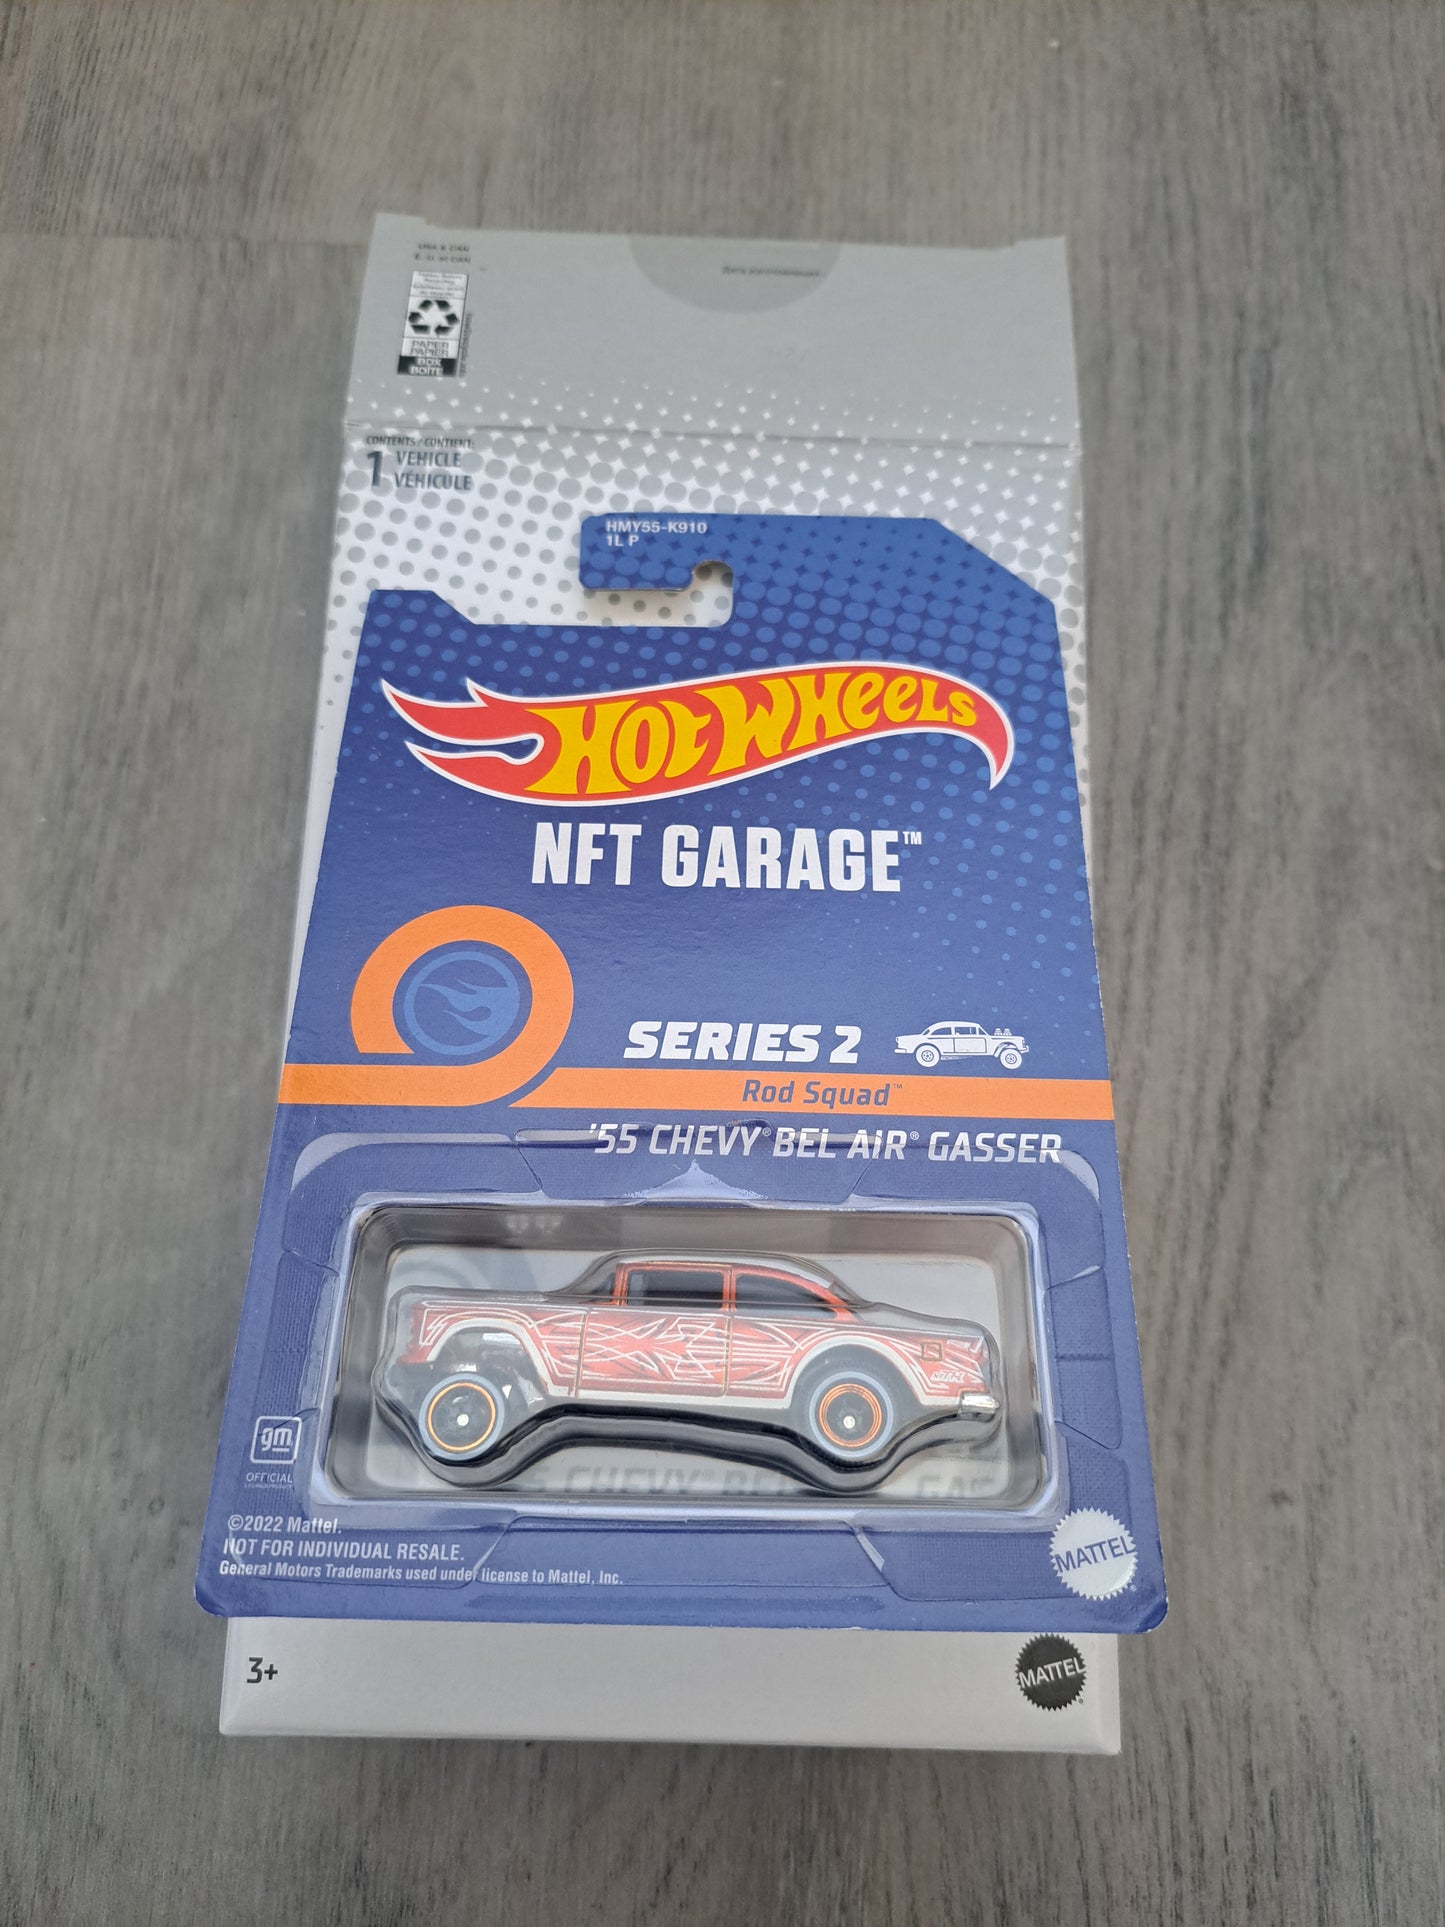 PAPER
PAPIER
BOX
BOÎTE
CONTENTS / CONTIENT:
1 VEHICLE
VÉHICULE
HMY55-K910
1L P
HOT WHEELS
NFT GARAGE™
SERIES 2
Rod Squad™
'55 CHEVY® BEL AIR® GASSER
gm
OFFICIAL
©2022 Mattel.
NOT FOR INDIVIDUAL RESALE.
General Motors Trademarks used under license to Mattel, Inc.
MATTEL
3+
MATTEL